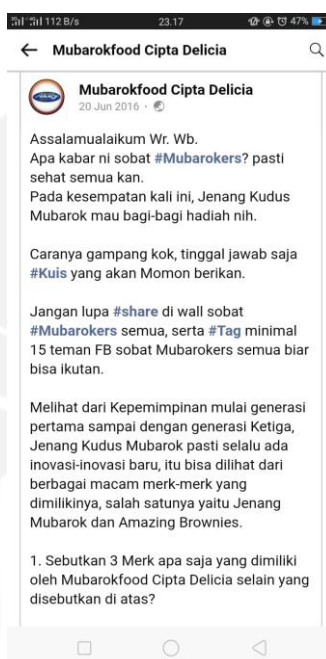 112 B/s 23.17 47%
Mubarokfood Cipta Delicia
Mubarokfood Cipta Delicia
20 Jun 2016 ·
Assalamualaikum Wr. Wb.
Apa kabar ni sobat #Mubarokers? pasti
sehat semua kan.
Pada kesempatan kali ini, Jenang Kudus
Mubarok mau bagi-bagi hadiah nih.
Caranya gampang kok, tinggal jawab saja
#Kuis yang akan Momon berikan.
Jangan lupa #share di wall sobat
#Mubarokers semua, serta #Tag minimal
15 teman FB sobat Mubarokers semua biar
bisa ikutan.
Melihat dari Kepemimpinan mulai generasi
pertama sampai dengan generasi Ketiga,
Jenang Kudus Mubarok pasti selalu ada
inovasi-inovasi baru, itu bisa dilihat dari
berbagai macam merk-merk yang
dimilikinya, salah satunya yaitu Jenang
Mubarok dan Amazing Brownies.
1. Sebutkan 3 Merk apa saja yang dimiliki
oleh Mubarokfood Cipta Delicia selain yang
disebutkan di atas?